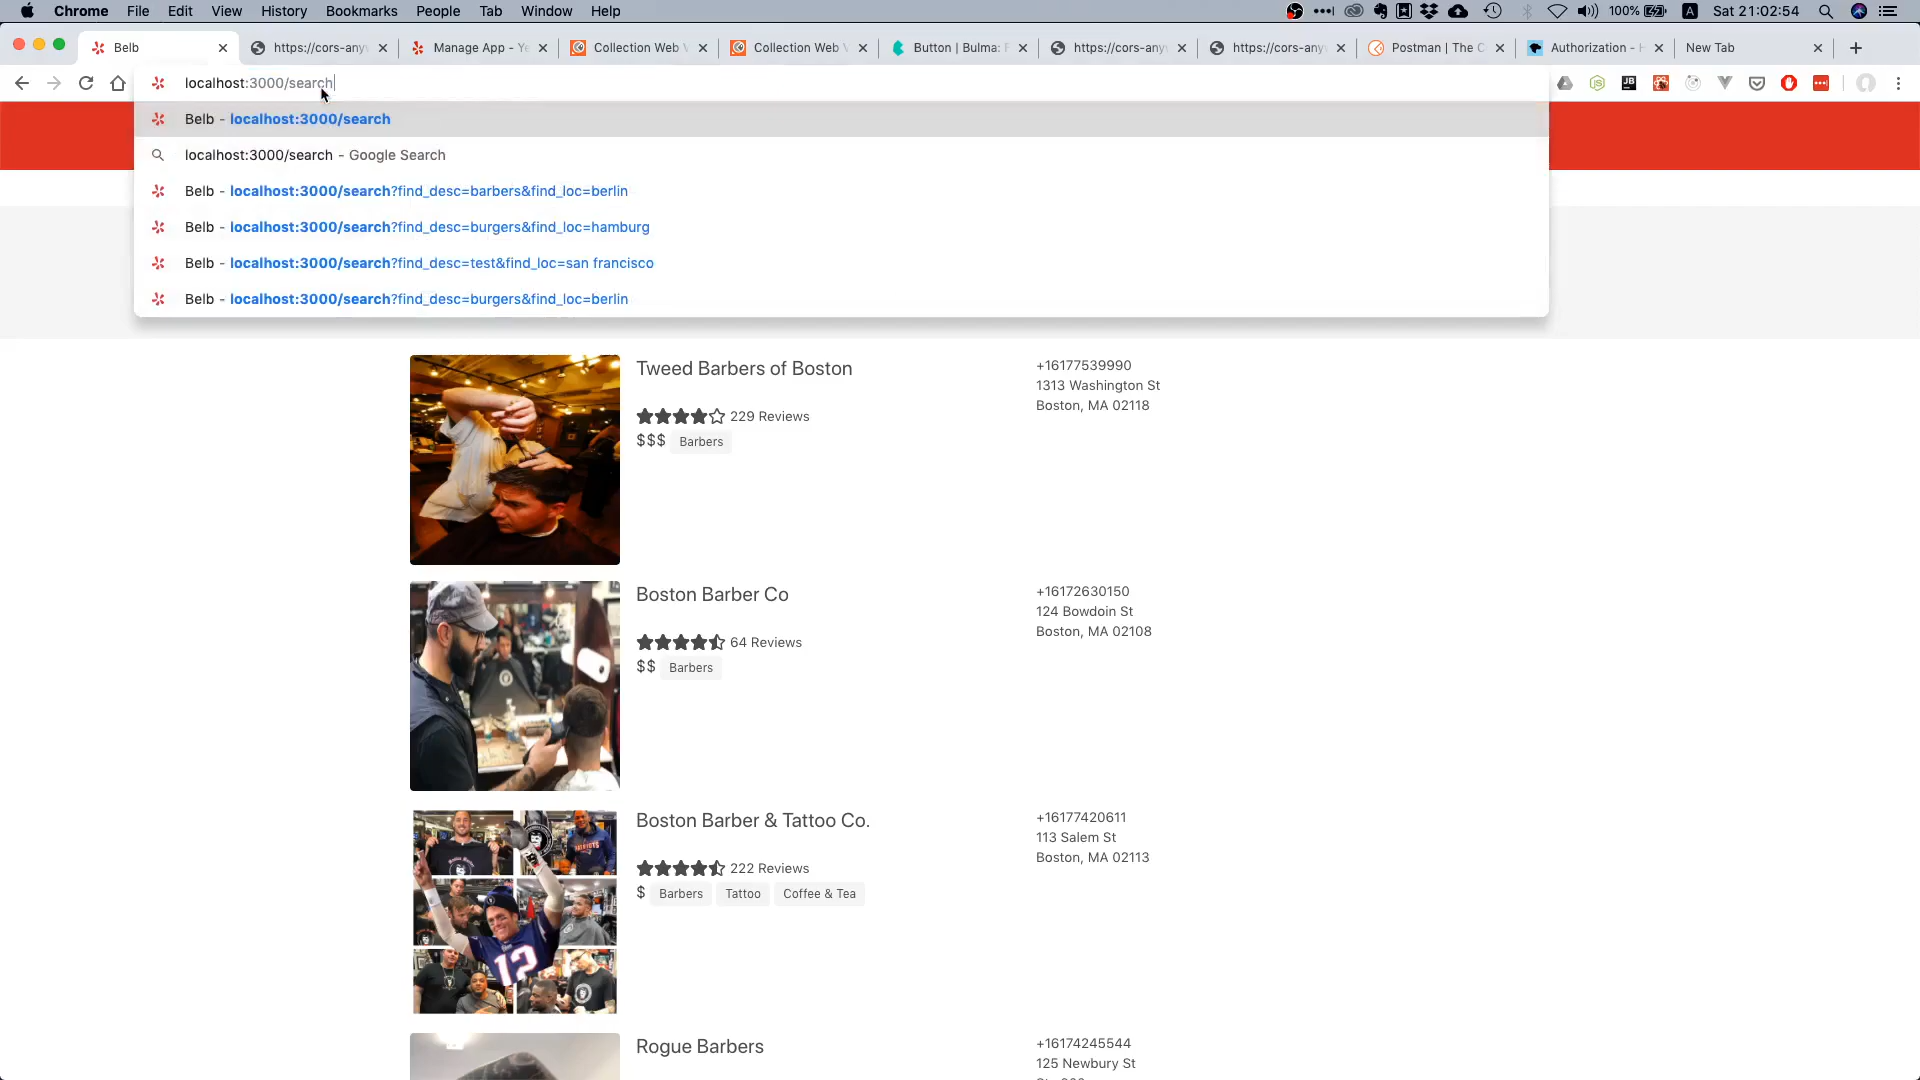 Chrome File Edit View History Bookmarks People Tab Window Help 100% A Sat 21:02:54
Belb https://cors-any Manage App - Ye Collection Web Collection Web Button | Bulma: F https://cors-any https://cors-any Postman | The C Authorization - H New Tab
localhost:3000/search
Belb - localhost:3000/search
localhost:3000/search - Google Search
Belb - localhost:3000/search?find_desc=barbers&find_loc=berlin
Belb - localhost:3000/search?find_desc=burgers&find_loc=hamburg
Belb - localhost:3000/search?find_desc=test&find_loc=san francisco
Belb - localhost:3000/search?find_desc=burgers&find_loc=berlin
Tweed Barbers of Boston
229 Reviews
$$$ Barbers
+16177539990
1313 Washington St
Boston, MA 02118
Boston Barber Co
64 Reviews
$$ Barbers
+16172630150
124 Bowdoin St
Boston, MA 02108
Boston Barber & Tattoo Co.
222 Reviews
$ Barbers Tattoo Coffee & Tea
+16177420611
113 Salem St
Boston, MA 02113
12
Rogue Barbers
+16174245544
125 Newbury St